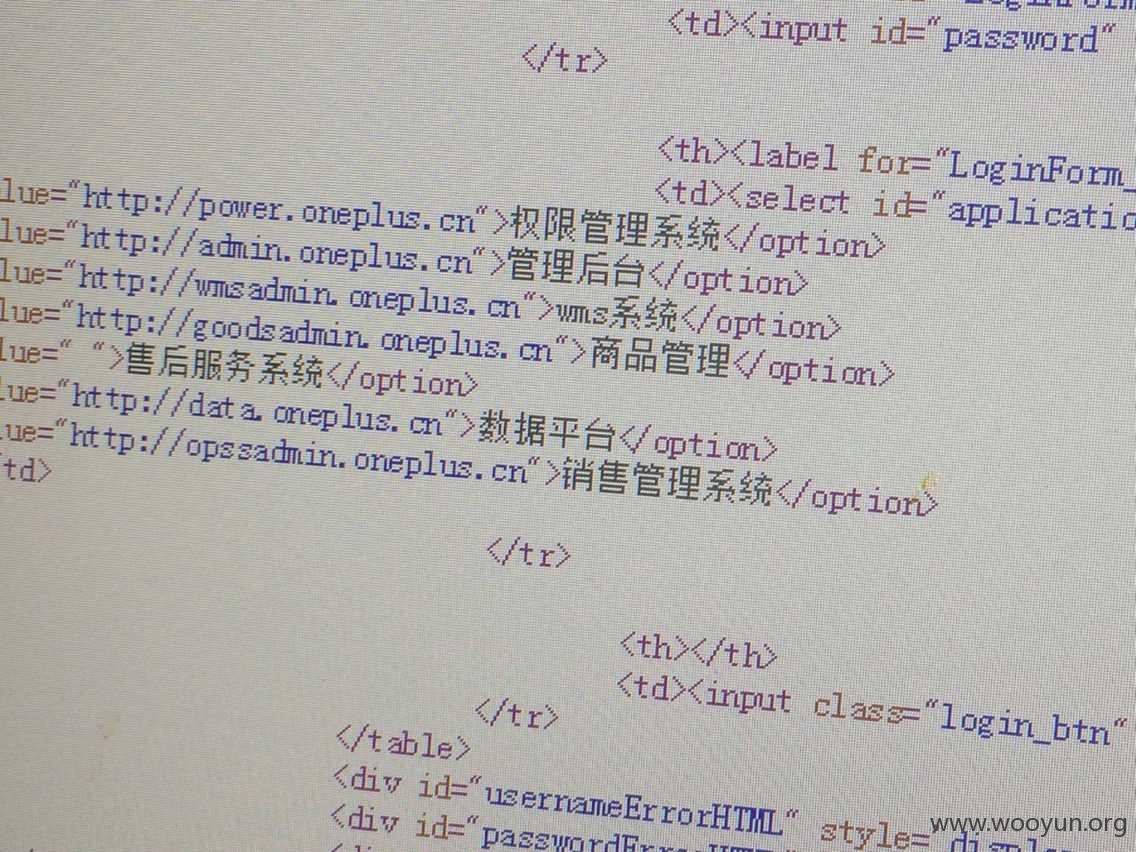 <td><input id="password"
</tr>
<th><label for="LoginForm_
<td><select id="applicatio
lue="http://power.oneplus.cn">权限管理系统</option>
lue="http://admin.oneplus.cn">管理后台</option>
lue="http://wmsadmin.oneplus.cn">wms系统</option>
lue="http://goodsadmin.oneplus.cn">商品管理</option>
lue=" ">售后服务系统</option>
lue="http://data.oneplus.cn">数据平台</option>
lue="http://opssadmin.oneplus.cn">销售管理系统</option>
td>
</tr>
<th></th>
<td><input class="login_btn"
</tr>
</table>
<div id="usernameErrorHTML" style=
<div id=
www.wooyun.org